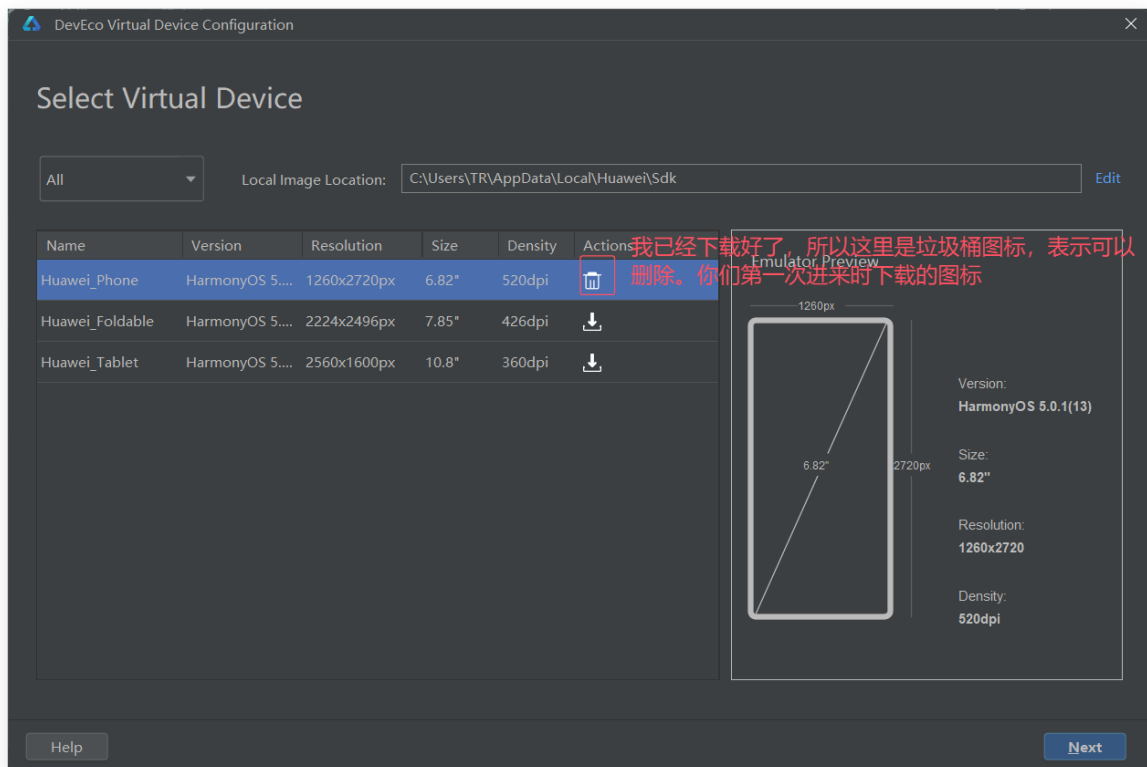 DevEco Virtual Device Configuration
Select Virtual Device
All
Local Image Location:
C:\Users\TR\AppData\Local\Huawei\Sdk
Edit
Name Version Resolution Size Density Actions
Huawei_Phone HarmonyOS 5.... 1260x2720px 6.82" 520dpi
Huawei_Foldable HarmonyOS 5.... 2224x2496px 7.85" 426dpi
Huawei_Tablet HarmonyOS 5.... 2560x1600px 10.8" 360dpi
我已经下载好了，所以这里是垃圾桶图标，表示可以
删除。你们第一次进来时下载的图标
Emulator Preview
1260px
6.82"
2720px
Version:
HarmonyOS 5.0.1(13)
Size:
6.82"
Resolution:
1260x2720
Density:
520dpi
Help
Next